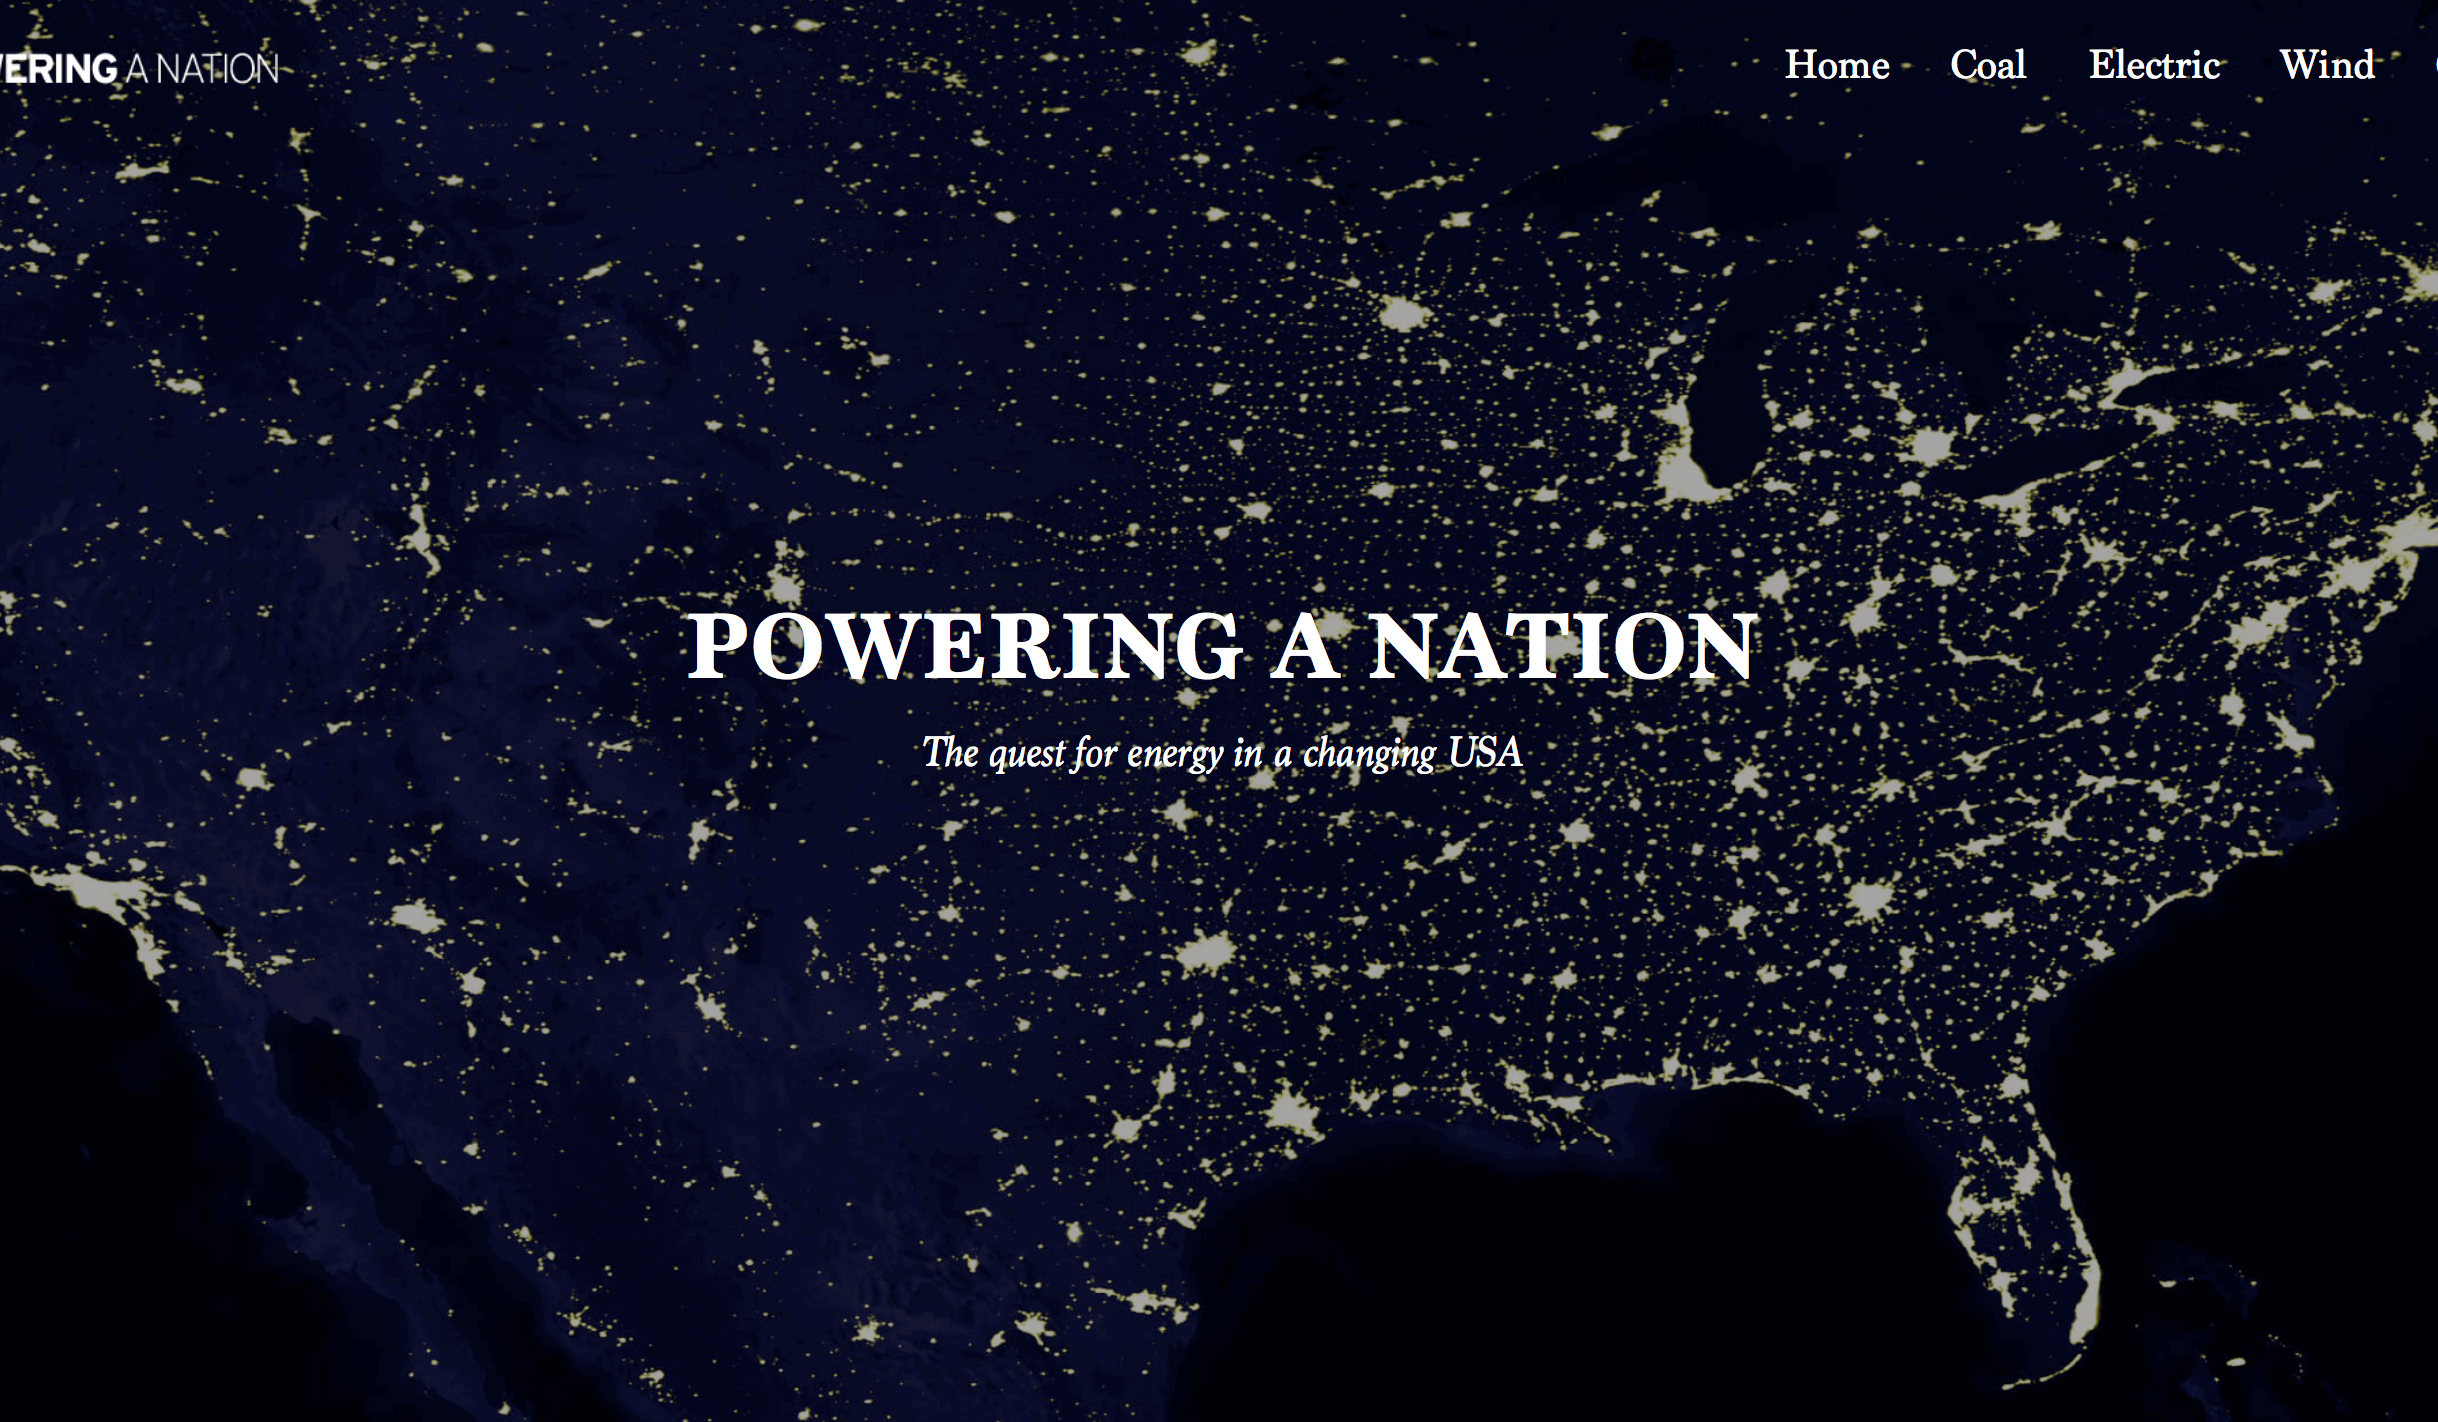 ERING A NATION
Home Coal Electric Wind
POWERING A NATION
The quest for energy in a changing USA